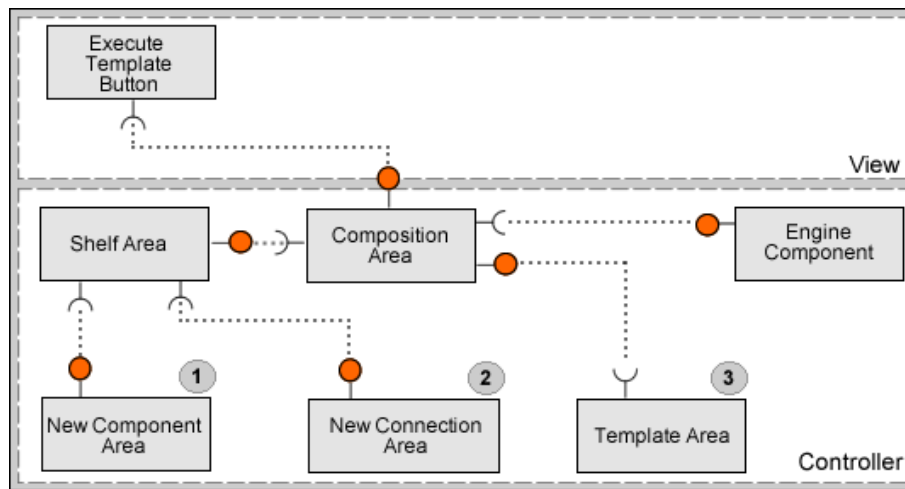 Execute
Template
Button
View
Shelf Area
Composition
Area
Engine
Component
1
2
3
New Component
Area
New Connection
Area
Template Area
Controller